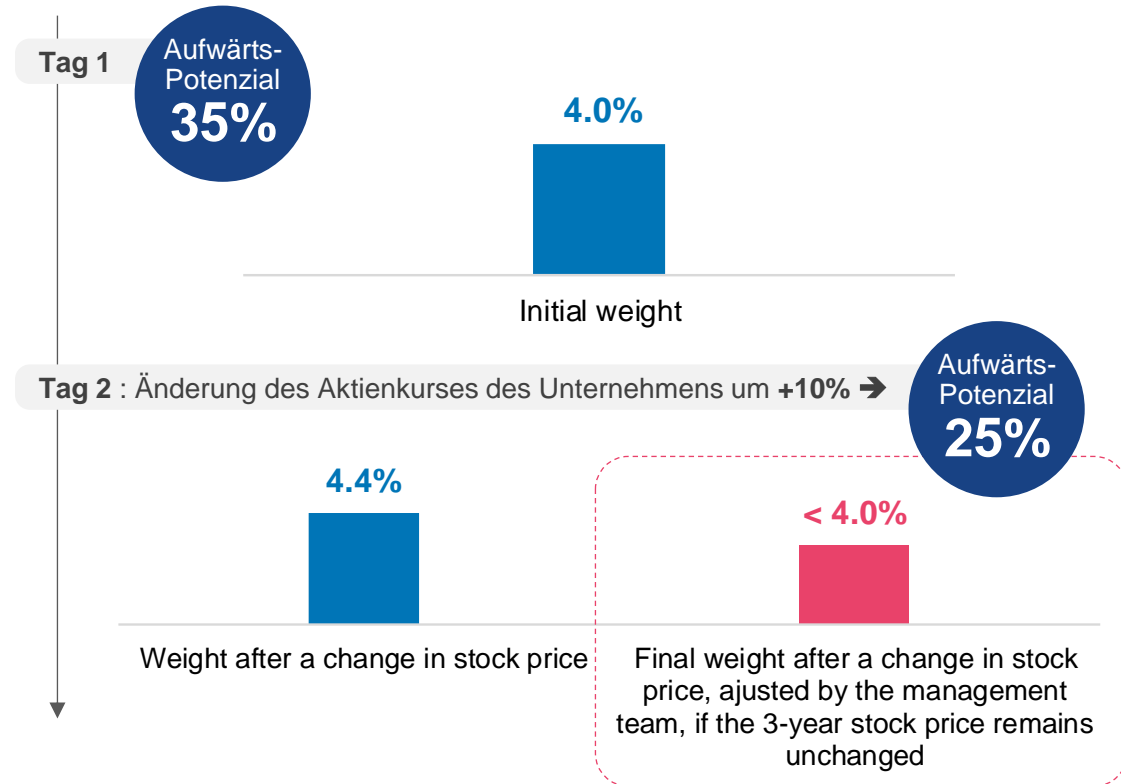 Tag 1
Aufwärts-
Potenzial
35%
4.0%
Initial weight
Tag 2 : Änderung des Aktienkurses des Unternehmens um +10% ➔
Aufwärts-
Potenzial
25%
4.4%
< 4.0%
Weight after a change in stock price
Final weight after a change in stock
price, ajusted by the management
team, if the 3-year stock price remains
unchanged